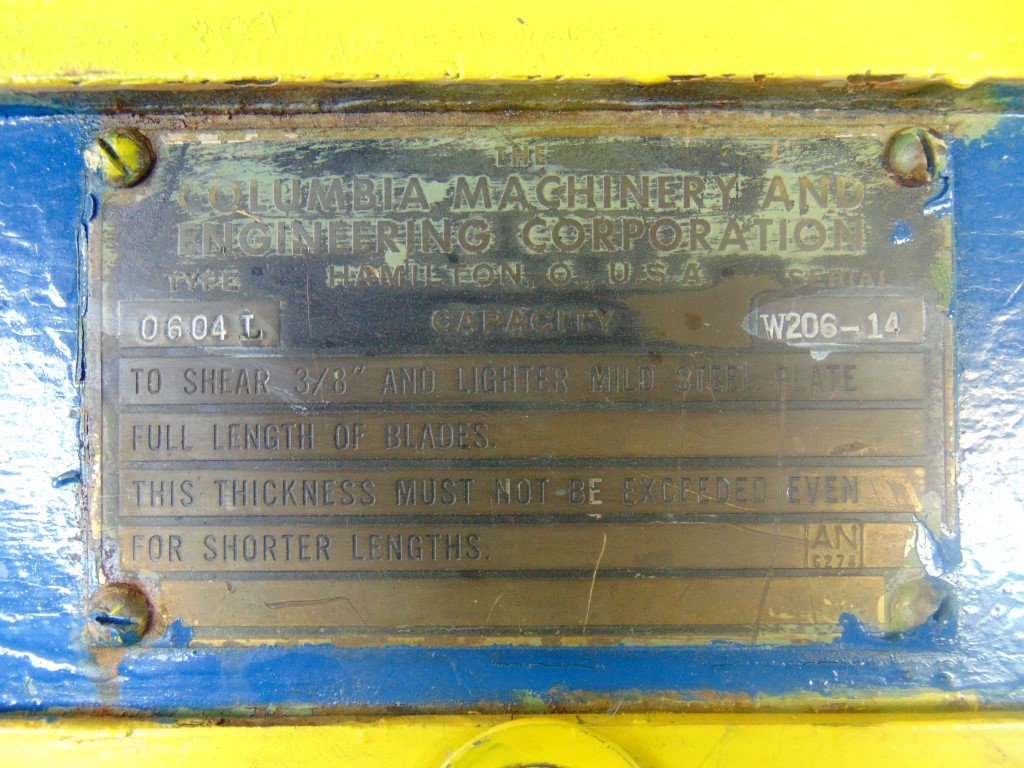 THE
COLUMBIA MACHINERY AND
ENGINEERING CORPORATION
TYPE HAMILTON, O. U.S.A. SERIAL
0604 L CAPACITY W206-14
TO SHEAR 3/8" AND LIGHTER MILD STEEL PLATE
FULL LENGTH OF BLADES.
THIS THICKNESS MUST NOT BE EXCEEDED EVEN
FOR SHORTER LENGTHS. AN